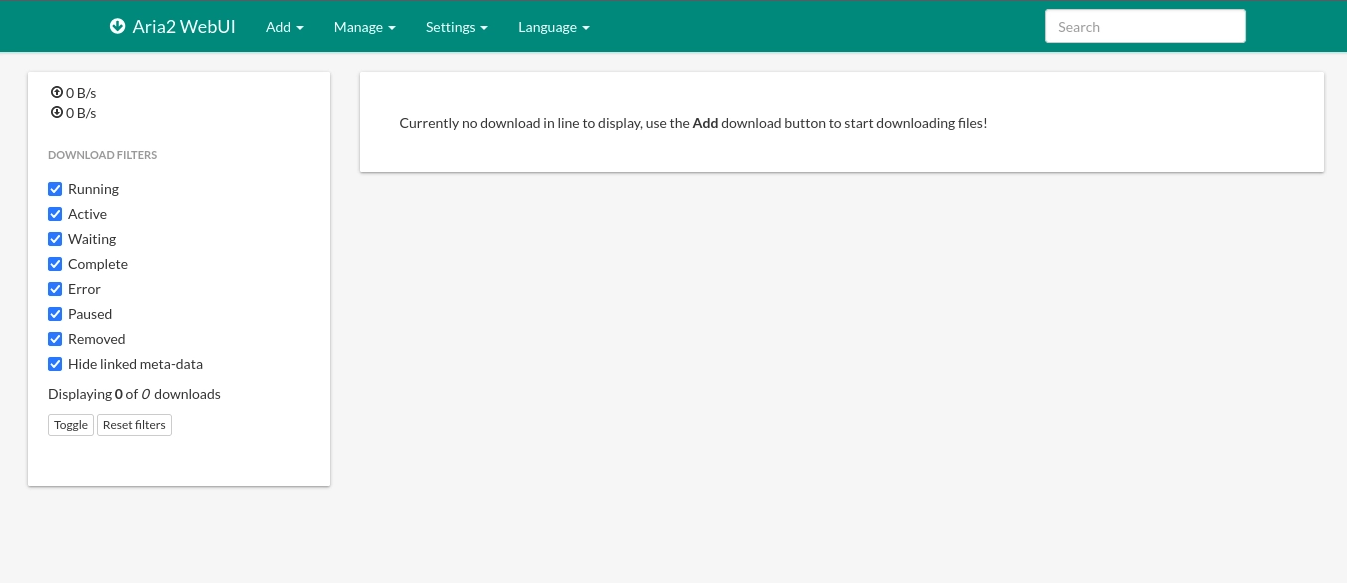 Aria2 WebUI Add Manage Settings Language Search
0 B/s
0 B/s
DOWNLOAD FILTERS
Running
Active
Waiting
Complete
Error
Paused
Removed
Hide linked meta-data
Displaying 0 of 0 downloads
Toggle Reset filters
Currently no download in line to display, use the Add download button to start downloading files!